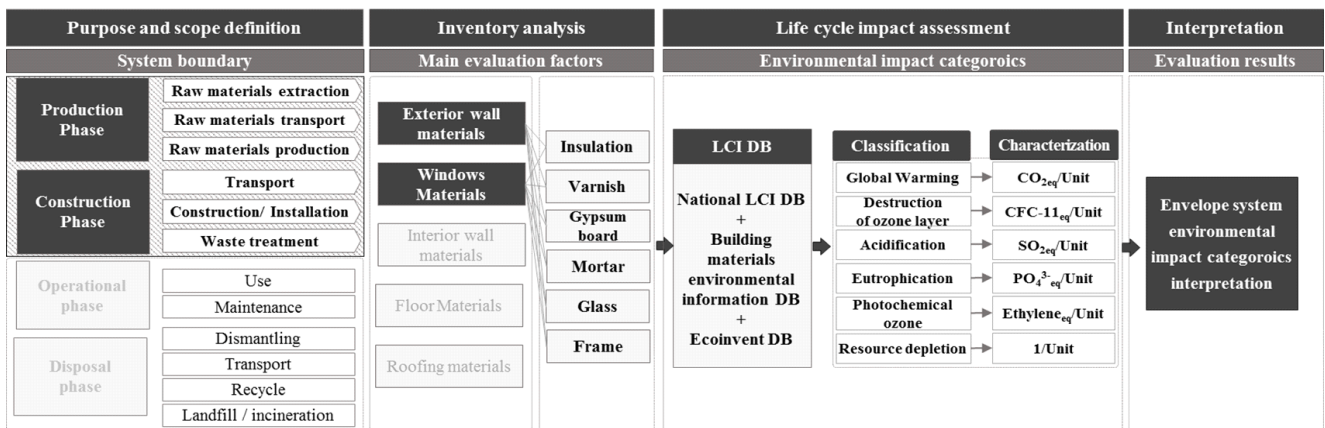 Purpose and scope definition
System boundary
Production
Phase
Raw materials extraction
Raw materials transport
Raw materials production
Construction
Phase
Transport
Construction/ Installation
Waste treatment
Operational
phase
Use
Maintenance
Disposal
phase
Dismantling
Transport
Recycle
Landfill / incineration
Inventory analysis
Main evaluation factors
Exterior wall
materials
Windows
Materials
Interior wall
materials
Floor Materials
Roofing materials
Insulation
Varnish
Gypsum
board
Mortar
Glass
Frame
Life cycle impact assessment
Environmental impact categoroics
LCI DB
National LCI DB
+
Building
materials
environmental
information DB
+
Ecoinvent DB
Classification
Characterization
Global Warming
CO₂eq/Unit
Destruction
of ozone layer
CFC-11eq/Unit
Acidification
SO₂eq/Unit
Eutrophication
PO₄³⁻eq/Unit
Photochemical
ozone
Ethyleneeq/Unit
Resource depletion
1/Unit
Interpretation
Evaluation results
Envelope system
environmental
impact categoroics
interpretation